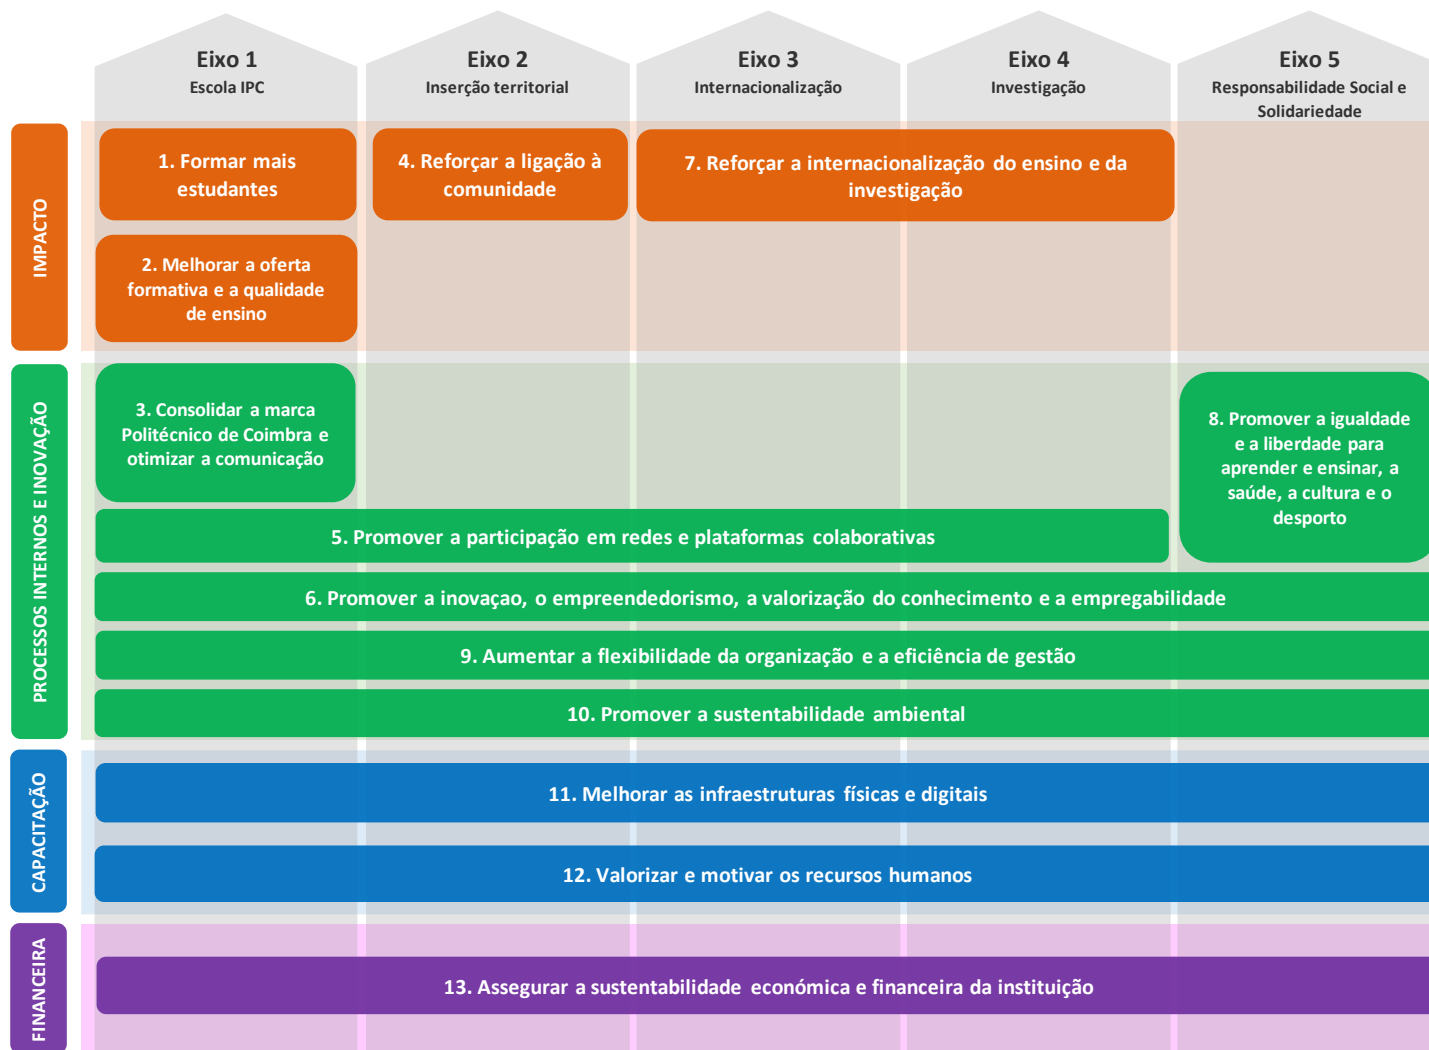 Eixo 1
Escola IPC
Eixo 2
Inserção territorial
Eixo 3
Internacionalização
Eixo 4
Investigação
Eixo 5
Responsabilidade Social e
Solidariedade
IMPACTO
1. Formar mais
estudantes
4. Reforçar a ligação à
comunidade
7. Reforçar a internacionalização do ensino e da
investigação
2. Melhorar a oferta
formativa e a qualidade
de ensino
PROCESSOS INTERNOS E INOVAÇÃO
3. Consolidar a marca
Politécnico de Coimbra e
otimizar a comunicação
8. Promover a igualdade
e a liberdade para
aprender e ensinar, a
saúde, a cultura e o
desporto
5. Promover a participação em redes e plataformas colaborativas
6. Promover a inovaçao, o empreendedorismo, a valorização do conhecimento e a empregabilidade
9. Aumentar a flexibilidade da organização e a eficiência de gestão
10. Promover a sustentabilidade ambiental
CAPACITAÇÃO
11. Melhorar as infraestruturas físicas e digitais
12. Valorizar e motivar os recursos humanos
FINANCEIRA
13. Assegurar a sustentabilidade económica e financeira da instituição